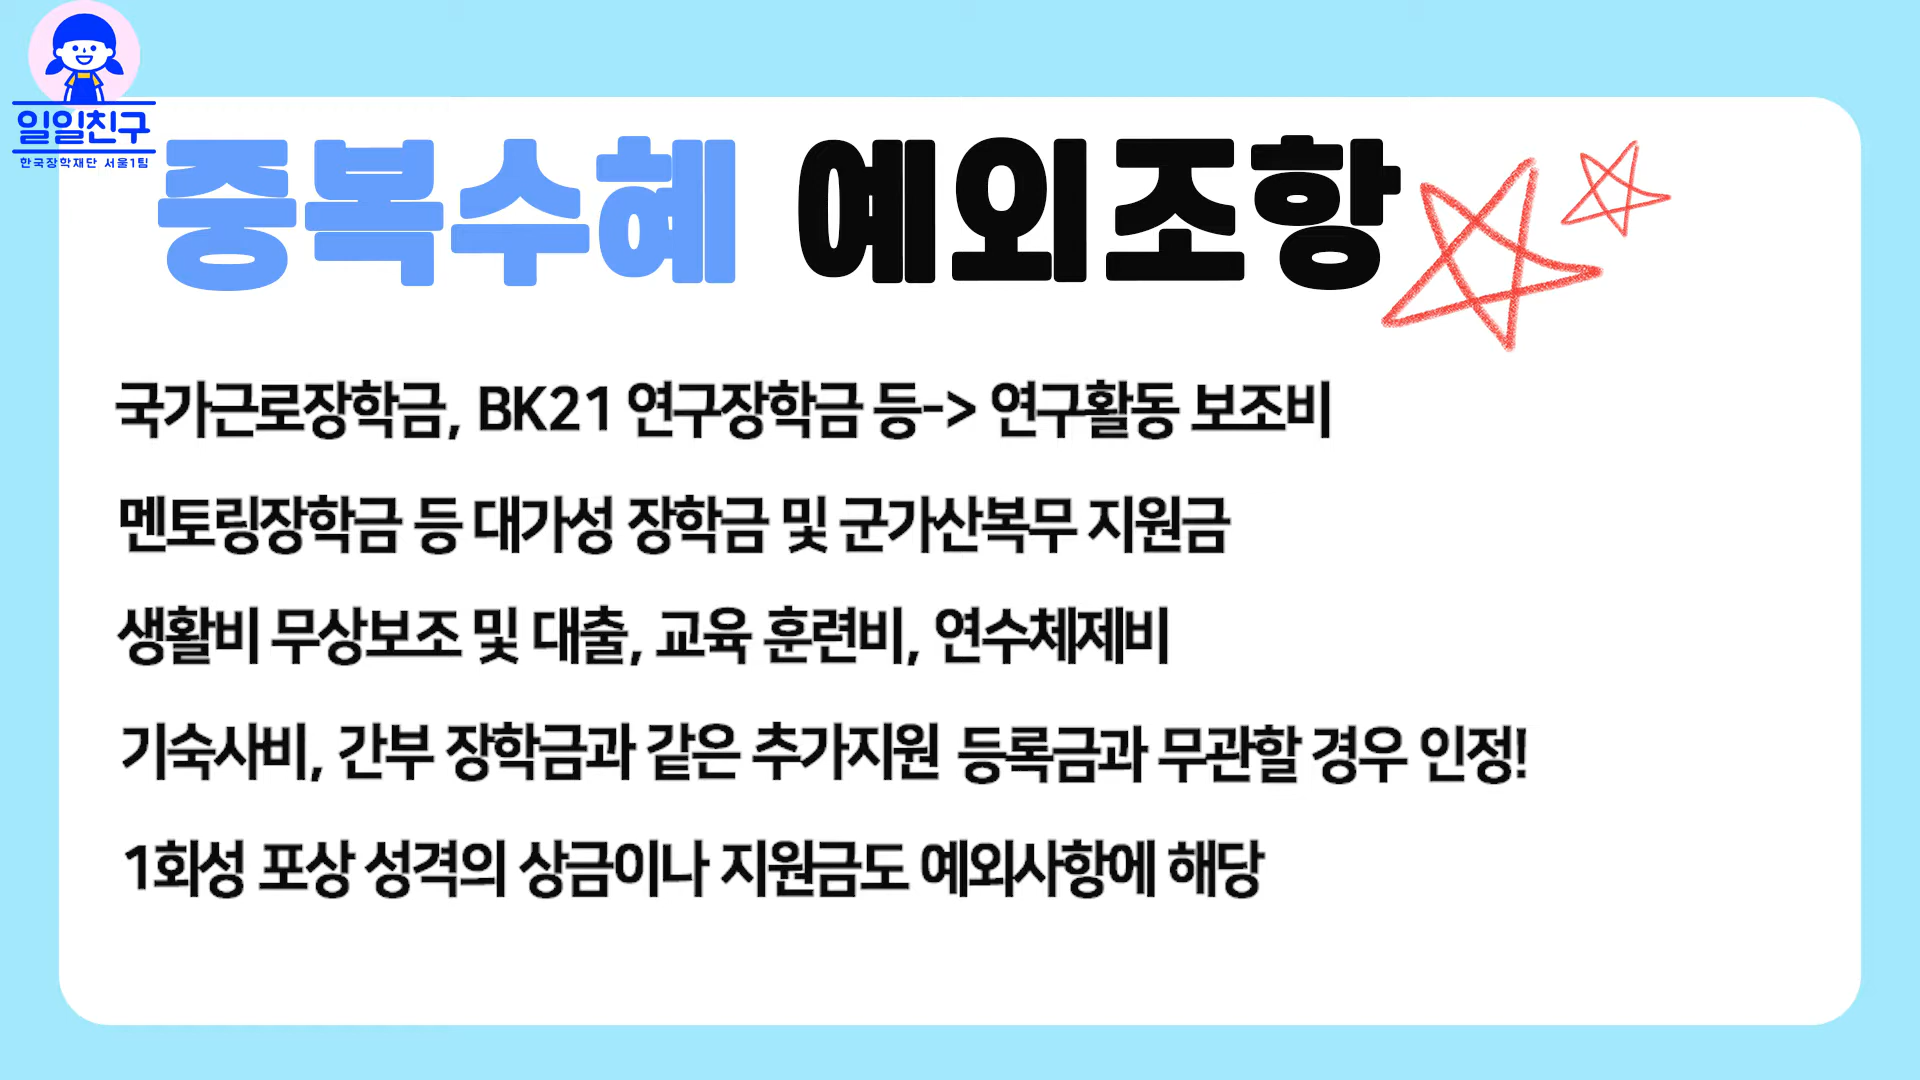 일일친구
한국장학재단 서울1팀
중복수혜 예외조항
국가근로장학금, BK21 연구장학금 등-> 연구활동 보조비
멘토링장학금 등 대가성 장학금 및 군가산복무 지원금
생활비 무상보조 및 대출, 교육 훈련비, 연수체제비
기숙사비, 간부 장학금과 같은 추가지원 등록금과 무관할 경우 인정!
1회성 포상 성격의 상금이나 지원금도 예외사항에 해당